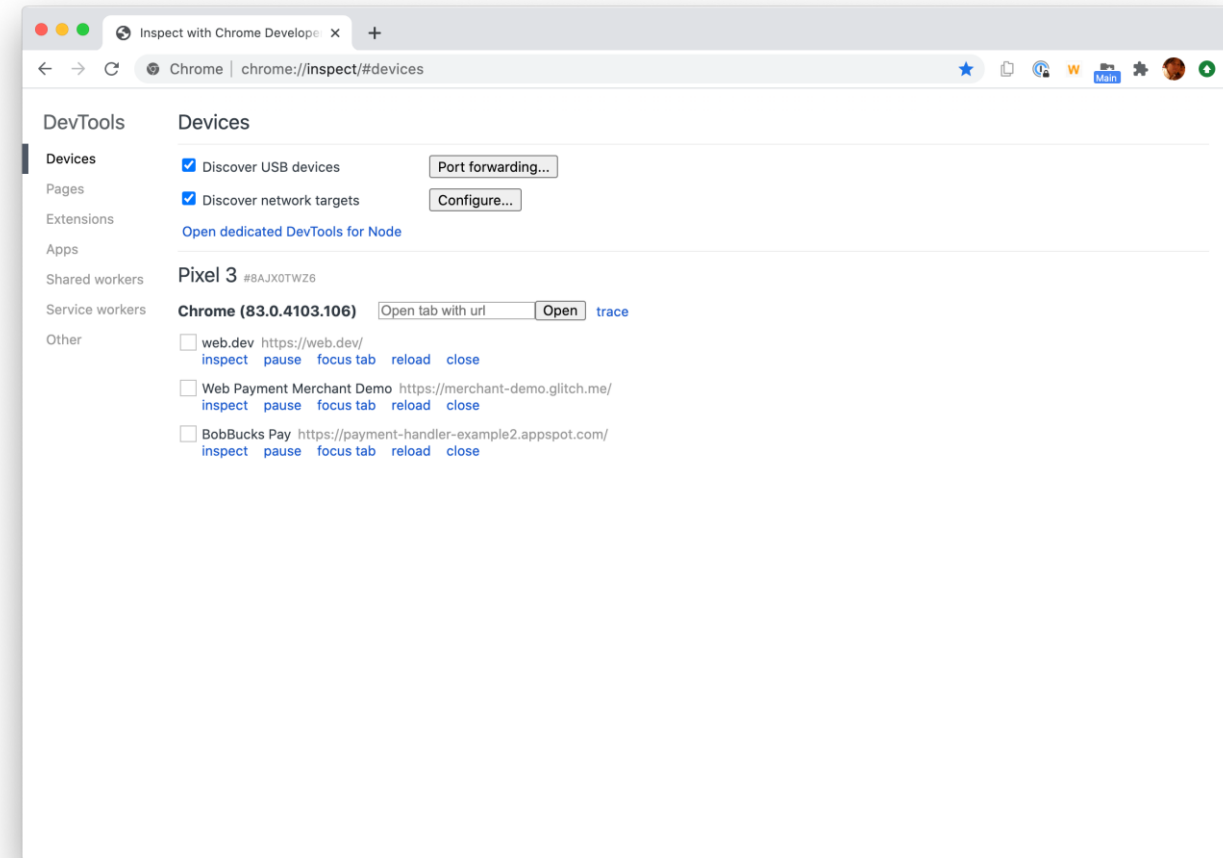 Inspect with Chrome Develope
Chrome | chrome://inspect/#devices
W
Main
DevTools
Devices
Devices
Pages
Extensions
Apps
Shared workers
Service workers
Other
Discover USB devices Port forwarding...
Discover network targets Configure...
Open dedicated DevTools for Node
Pixel 3 #8AJX0TWZ6
Chrome (83.0.4103.106) Open tab with url Open trace
web.dev https://web.dev/
inspect pause focus tab reload close
Web Payment Merchant Demo https://merchant-demo.glitch.me/
inspect pause focus tab reload close
BobBucks Pay https://payment-handler-example2.appspot.com/
inspect pause focus tab reload close